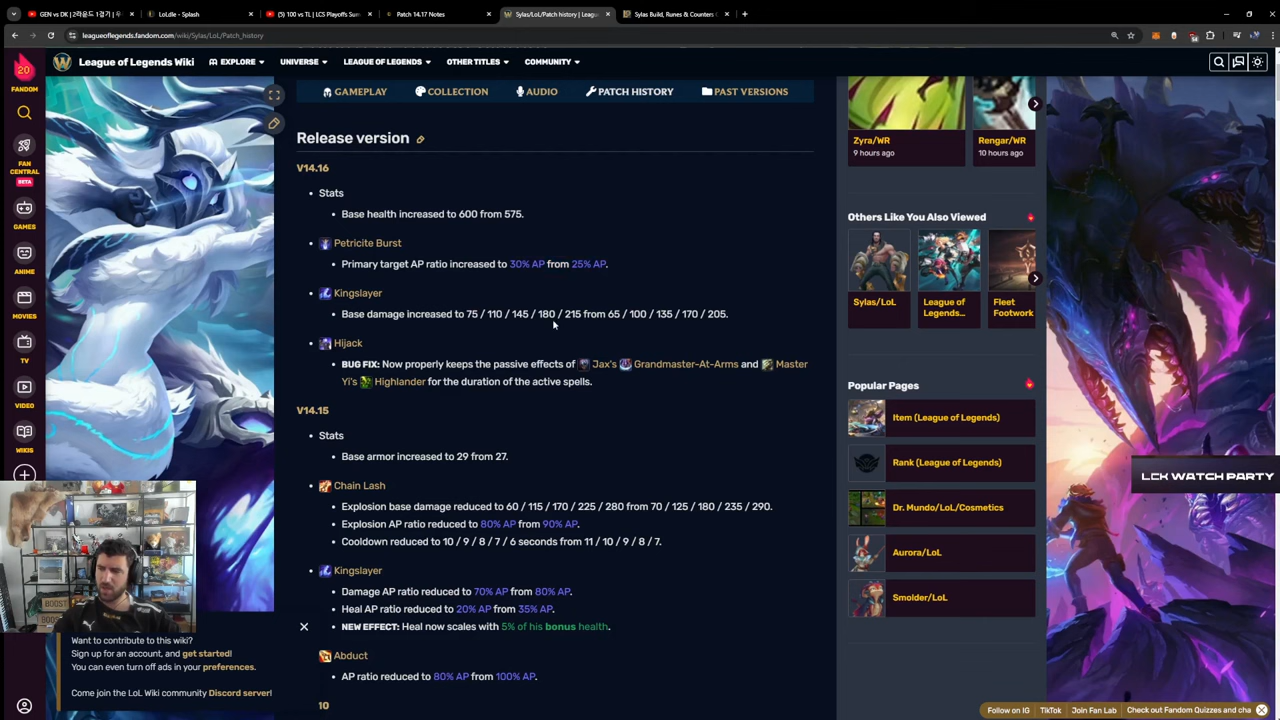 GEN vs DK | 2라운드 1경기 |
LoLdle - Splash
(5) 100 vs TL | LCS Playoffs Sum
Patch 14.17 Notes
Sylas/LoL/Patch history | Leagu
Sylas Build, Runes & Counters
leagueoflegends.fandom.com/wiki/Sylas/LoL/Patch_history
20
FANDOM
FAN CENTRAL
BETA
GAMES
ANIME
MOVIES
TV
VIDEO
WIKIS
League of Legends Wiki
EXPLORE
UNIVERSE
LEAGUE OF LEGENDS
OTHER TITLES
COMMUNITY
GAMEPLAY
COLLECTION
AUDIO
PATCH HISTORY
PAST VERSIONS
Release version
V14.16
Stats
Base health increased to 600 from 575.
Petricite Burst
Primary target AP ratio increased to 30% AP from 25% AP.
Kingslayer
Base damage increased to 75 / 110 / 145 / 180 / 215 from 65 / 100 / 135 / 170 / 205.
Hijack
BUG FIX: Now properly keeps the passive effects of Jax's Grandmaster-At-Arms and Master
Yi's Highlander for the duration of the active spells.
V14.15
Stats
Base armor increased to 29 from 27.
Chain Lash
Explosion base damage reduced to 60 / 115 / 170 / 225 / 280 from 70 / 125 / 180 / 235 / 290.
Explosion AP ratio reduced to 80% AP from 90% AP.
Cooldown reduced to 10 / 9 / 8 / 7 / 6 seconds from 11 / 10 / 9 / 8 / 7.
Kingslayer
Damage AP ratio reduced to 70% AP from 80% AP.
Heal AP ratio reduced to 20% AP from 35% AP.
NEW EFFECT: Heal now scales with 5% of his bonus health.
Abduct
AP ratio reduced to 80% AP from 100% AP.
10
Zyra/WR
9 hours ago
Rengar/WR
10 hours ago
Others Like You Also Viewed
Sylas/LoL
League of
Legends...
Fleet
Footwork
Popular Pages
Item (League of Legends)
Rank (League of Legends)
Dr. Mundo/LoL/Cosmetics
Aurora/LoL
Smolder/LoL
LCK WATCH PARTY
BOOST
BOOS
Want to contribute to this wiki?
Sign up for an account, and get started!
You can even turn off ads in your preferences.
Come join the LoL Wiki community Discord server!
Follow on IG
TikTok
Join Fan Lab
Check out Fandom Quizzes and cha